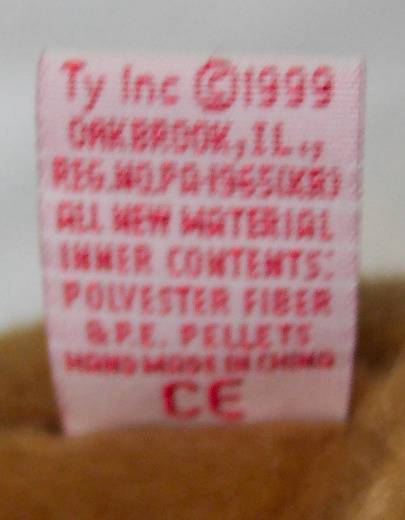 Ty Inc ©1999
OAKBROOK, IL.,
REG.NO.PA-1965(KR)
ALL NEW MATERIAL
INNER CONTENTS:
POLYESTER FIBER
& P.E. PELLETS
HAND MADE IN CHINA
CE